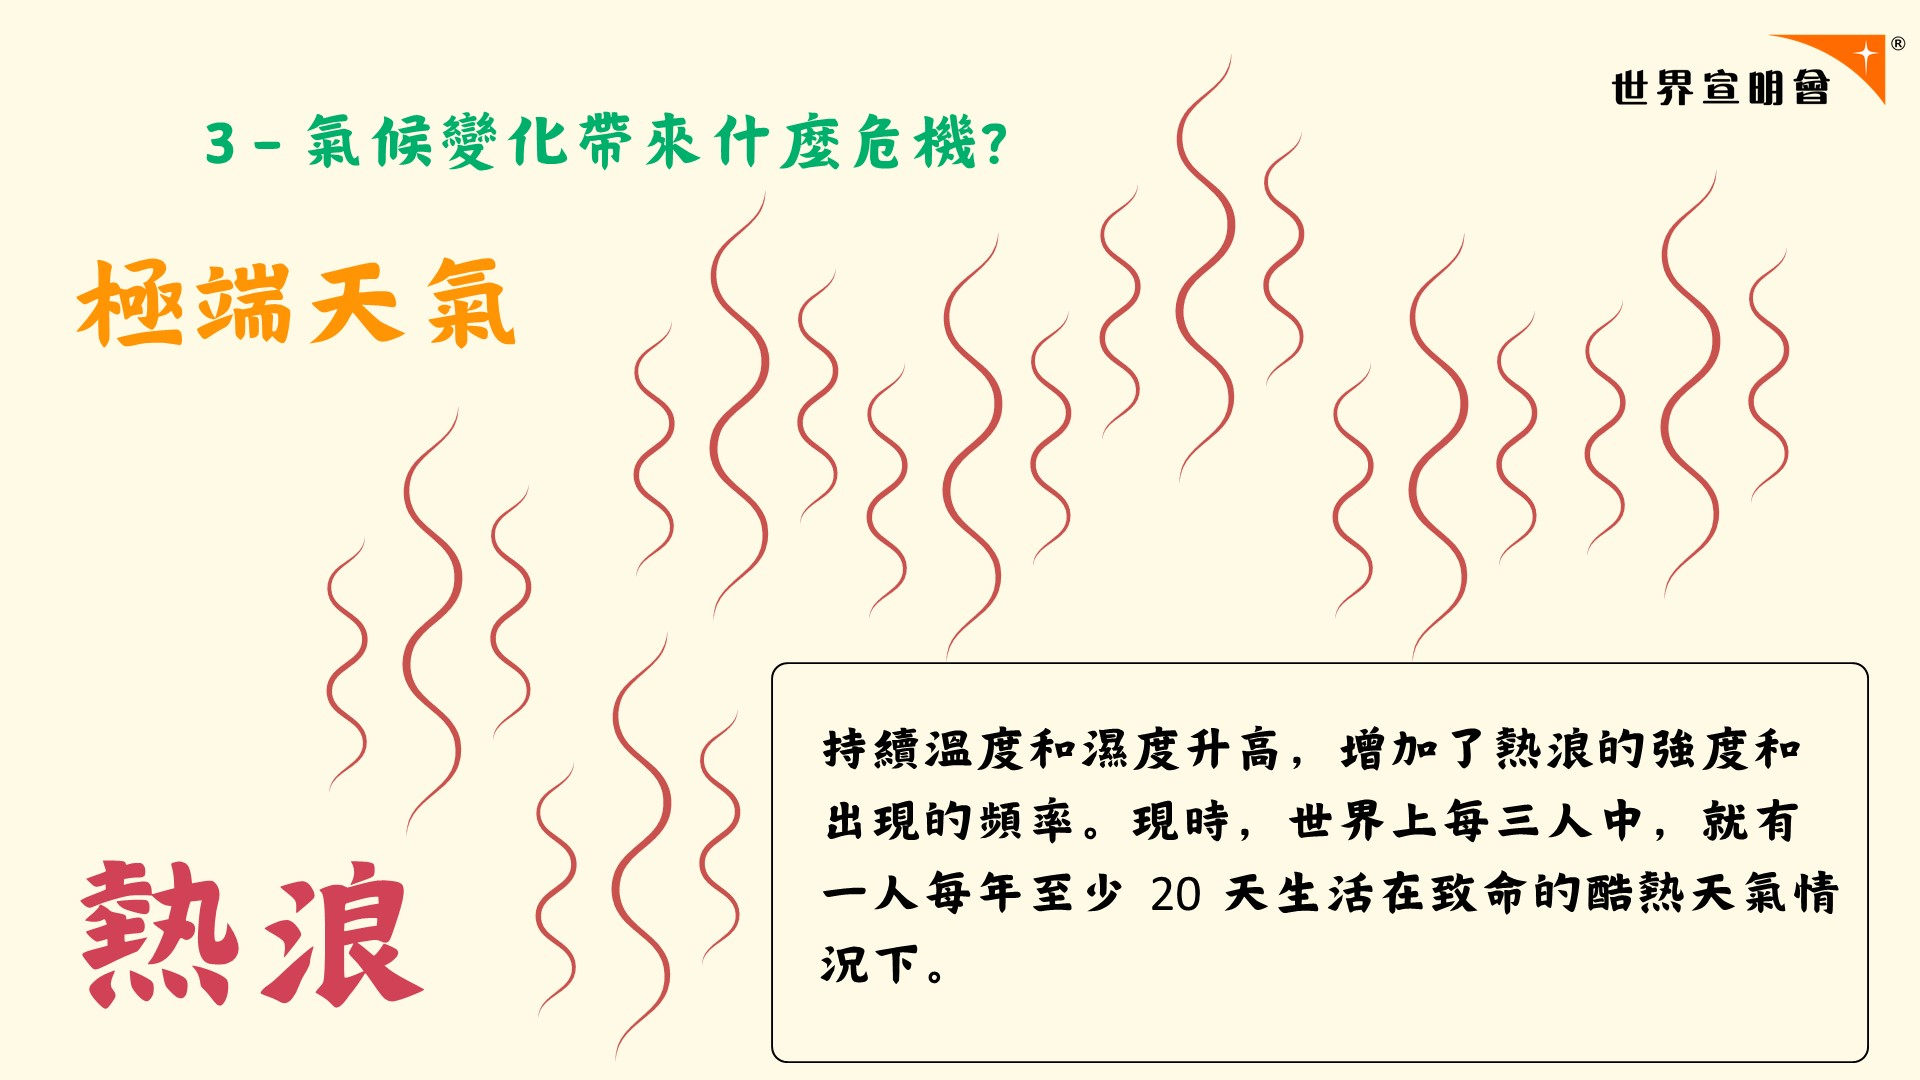 世界宣明會®
3 – 氣候變化帶來什麼危機?
極端天氣
熱浪
持續溫度和濕度升高，增加了熱浪的強度和
出現的頻率。現時，世界上每三人中，就有
一人每年至少 20 天生活在致命的酷熱天氣情
況下。